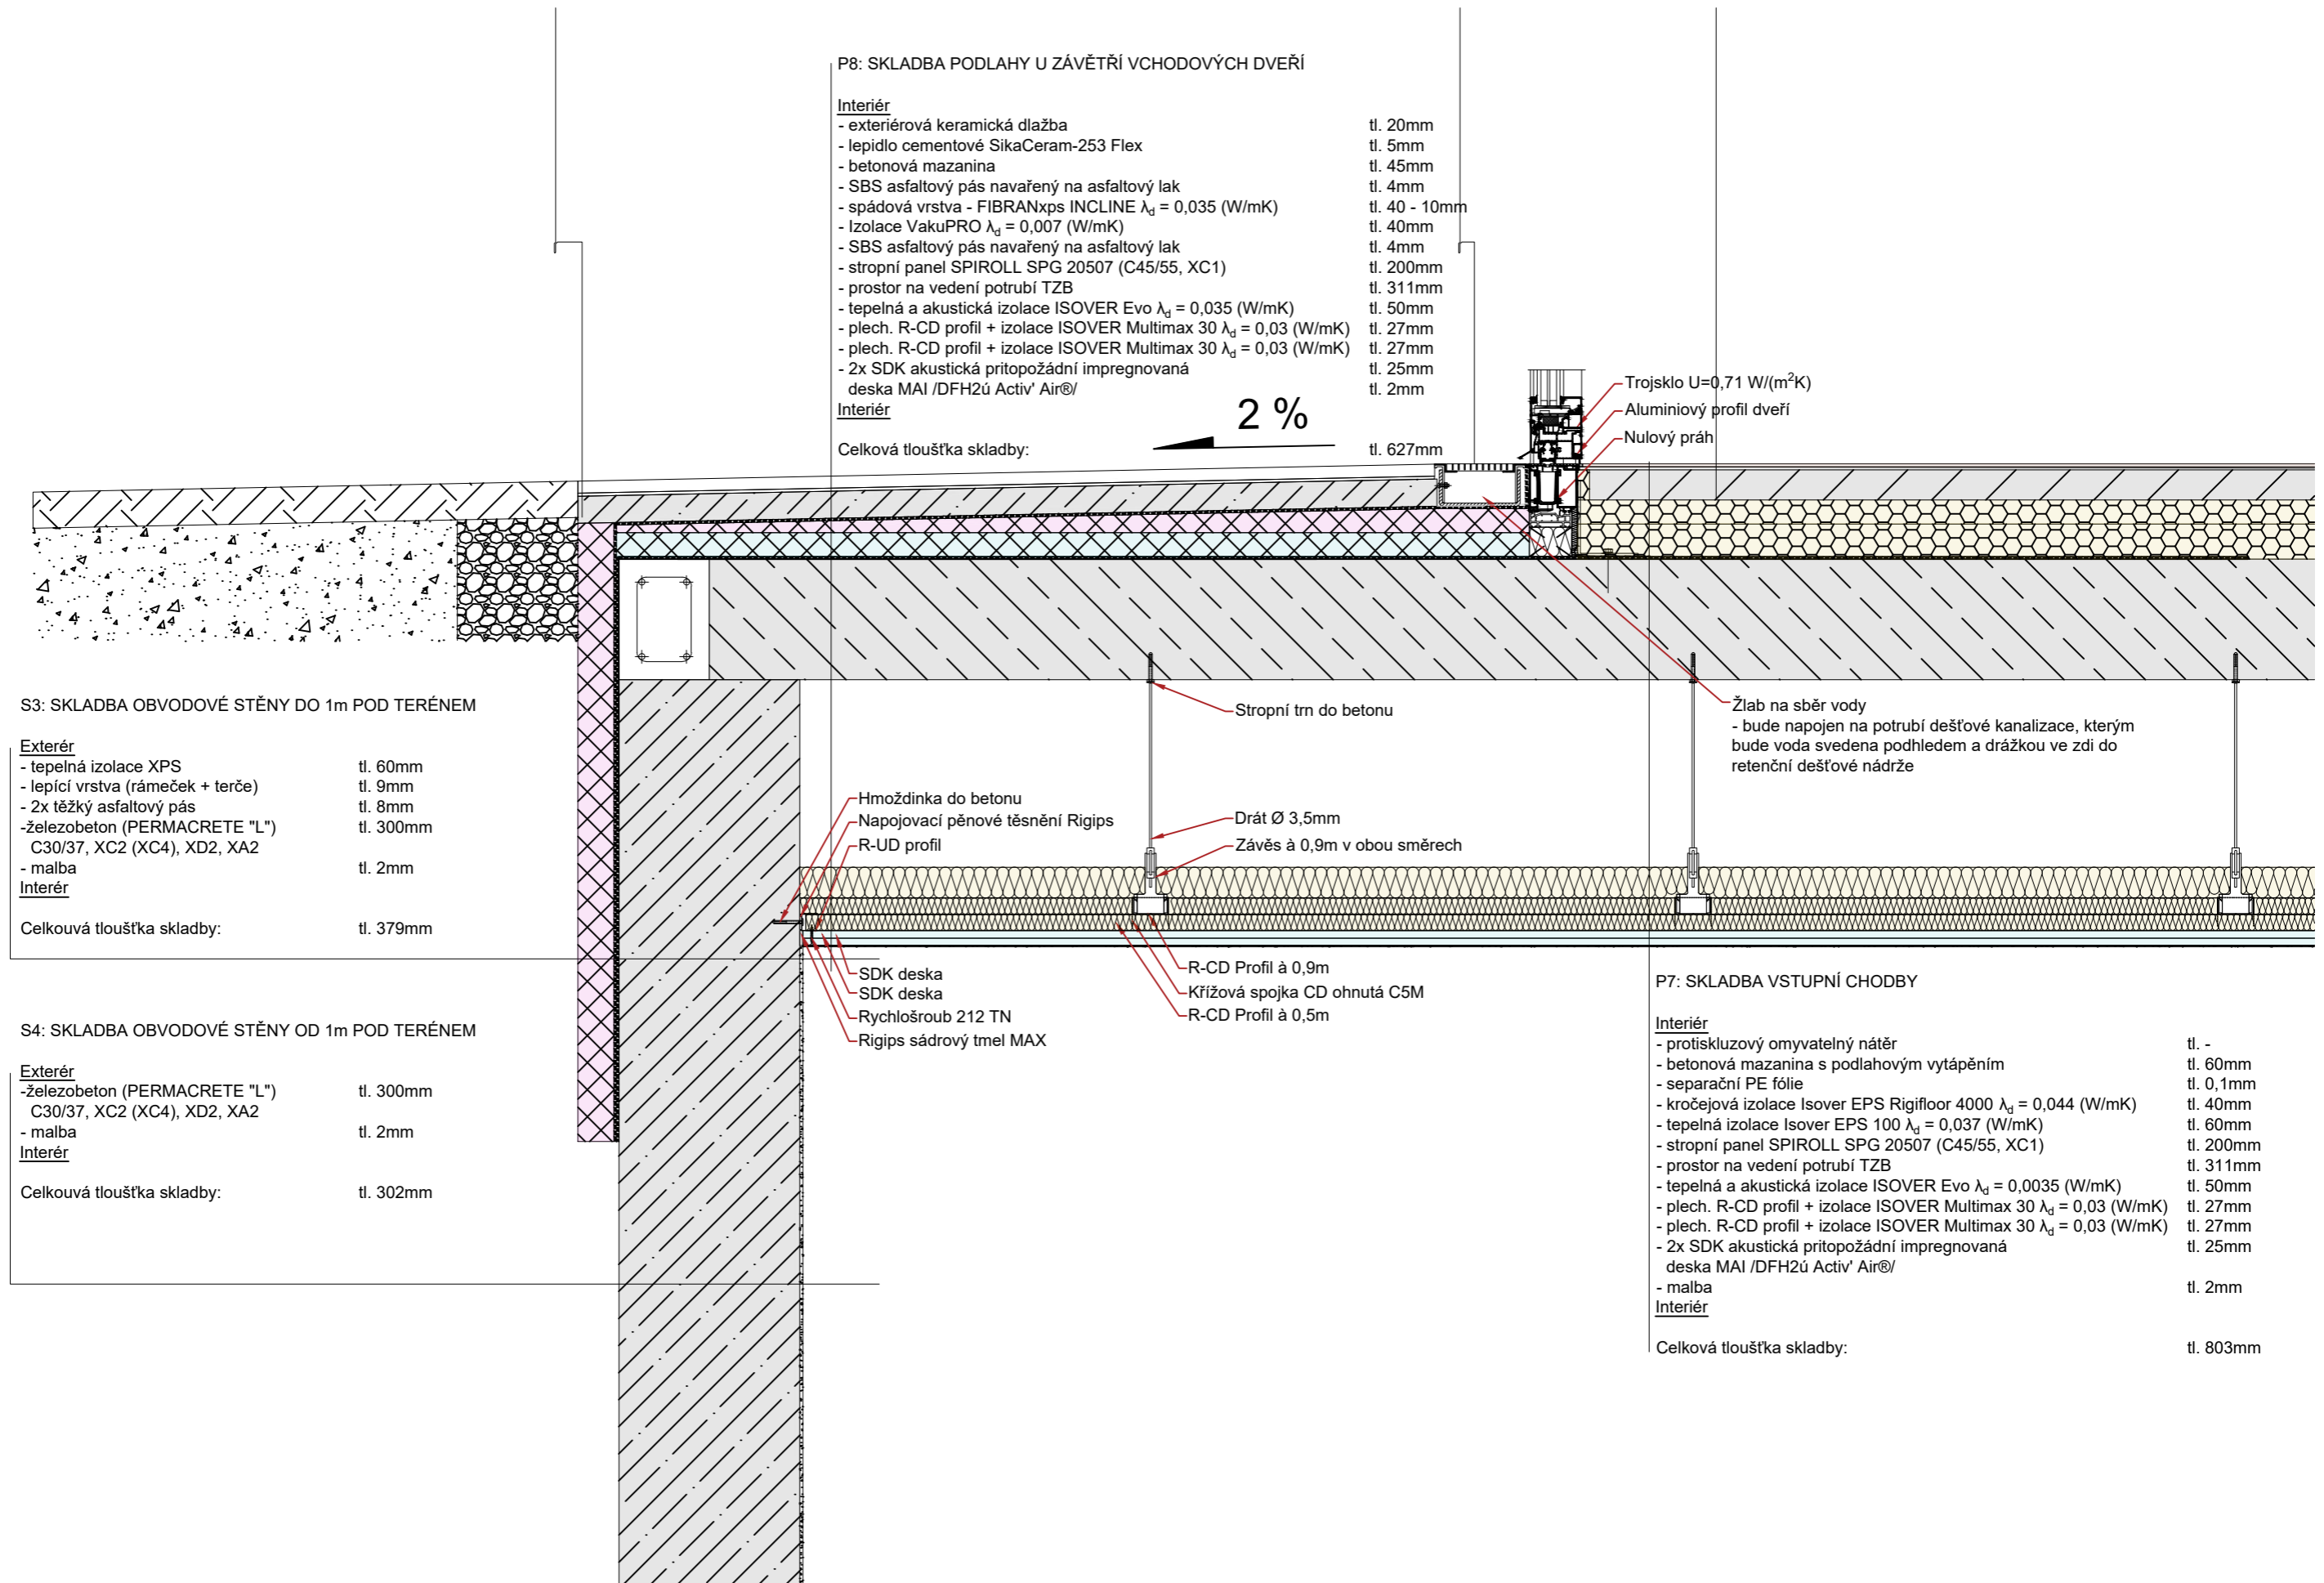 P8: SKLADBA PODLAHY U ZÁVĚTŘÍ VCHODOVÝCH DVEŘÍ
Interiér
- exteriérová keramická dlažba tl. 20mm
- lepidlo cementové SikaCeram-253 Flex tl. 5mm
- betonová mazanina tl. 45mm
- SBS asfaltový pás navařený na asfaltový lak tl. 4mm
- spádová vrstva - FIBRANxps INCLINE λd = 0,035 (W/mK) tl. 40 - 10mm
- Izolace VakuPRO λd = 0,007 (W/mK) tl. 40mm
- SBS asfaltový pás navařený na asfaltový lak tl. 4mm
- stropní panel SPIROLL SPG 20507 (C45/55, XC1) tl. 200mm
- prostor na vedení potrubí TZB tl. 311mm
- tepelná a akustická izolace ISOVER Evo λd = 0,035 (W/mK) tl. 50mm
- plech. R-CD profil + izolace ISOVER Multimax 30 λd = 0,03 (W/mK) tl. 27mm
- plech. R-CD profil + izolace ISOVER Multimax 30 λd = 0,03 (W/mK) tl. 27mm
- 2x SDK akustická pritopožádní impregnovaná tl. 25mm
deska MAI /DFH2ú Activ' Air®/ tl. 2mm
Interiér
Celková tloušťka skladby: tl. 627mm
2 %
Trojsklo U=0,71 W/(m²K)
Aluminiový profil dveří
Nulový práh
S3: SKLADBA OBVODOVÉ STĚNY DO 1m POD TERÉNEM
Exterér
- tepelná izolace XPS tl. 60mm
- lepící vrstva (rámeček + terče) tl. 9mm
- 2x těžký asfaltový pás tl. 8mm
-železobeton (PERMACRETE "L") tl. 300mm
C30/37, XC2 (XC4), XD2, XA2
- malba tl. 2mm
Interér
Celkouvá tloušťka skladby: tl. 379mm
Stropní trn do betonu
Žlab na sběr vody
- bude napojen na potrubí dešťové kanalizace, kterým
bude voda svedena podhledem a drážkou ve zdi do
retenční dešťové nádrže
Hmoždinka do betonu
Napojovací pěnové těsnění Rigips
R-UD profil
Drát Ø 3,5mm
Závěs à 0,9m v obou směrech
SDK deska
SDK deska
Rychlošroub 212 TN
Rigips sádrový tmel MAX
R-CD Profil à 0,9m
Křížová spojka CD ohnutá C5M
R-CD Profil à 0,5m
S4: SKLADBA OBVODOVÉ STĚNY OD 1m POD TERÉNEM
Exterér
-železobeton (PERMACRETE "L") tl. 300mm
C30/37, XC2 (XC4), XD2, XA2
- malba tl. 2mm
Interér
Celkouvá tloušťka skladby: tl. 302mm
P7: SKLADBA VSTUPNÍ CHODBY
Interiér
- protiskluzový omyvatelný nátěr tl. -
- betonová mazanina s podlahovým vytápěním tl. 60mm
- separační PE fólie tl. 0,1mm
- kročejová izolace Isover EPS Rigifloor 4000 λd = 0,044 (W/mK) tl. 40mm
- tepelná izolace Isover EPS 100 λd = 0,037 (W/mK) tl. 60mm
- stropní panel SPIROLL SPG 20507 (C45/55, XC1) tl. 200mm
- prostor na vedení potrubí TZB tl. 311mm
- tepelná a akustická izolace ISOVER Evo λd = 0,0035 (W/mK) tl. 50mm
- plech. R-CD profil + izolace ISOVER Multimax 30 λd = 0,03 (W/mK) tl. 27mm
- plech. R-CD profil + izolace ISOVER Multimax 30 λd = 0,03 (W/mK) tl. 27mm
- 2x SDK akustická pritopožádní impregnovaná tl. 25mm
deska MAI /DFH2ú Activ' Air®/
- malba tl. 2mm
Interiér
Celková tloušťka skladby: tl. 803mm